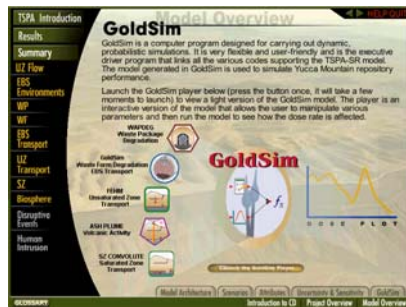 TSPA Introduction
Results
Summary
UZ Flow
EBS
Environments
WP
WF
EBS
Transport
UZ
Transport
SZ
Biosphere
Disruptive
Events
Human
Intrusion
GLOSSARY
Model Overview
HELP QUIT
GoldSim
GoldSim is a computer program designed for carrying out dynamic,
probabilistic simulations. It is very flexible and user-friendly and is the executive
driver program that links all the various codes supporting the TSPA-SR model.
The model generated in GoldSim is used to simulate Yucca Mountain repository
performance.
Launch the GoldSim player below (press the button once, it will take a few
moments to launch) to view a light version of the GoldSim model. The player is an
interactive version of the model that allows the user to manipulate various
parameters and then run the model to see how the dose rate is affected.
WAPDEG
Waste Package
Degradation
GoldSim
Waste Form Degradation
EBS Transport
FEHM
Unsaturated Zone
Transport
ASH PLUME
Volcanic Activity
SZ CONVOLUTE
Saturated Zone
Transport
GoldSim
fx
DOSE PLOT
Launch the GoldSim Player
Model Architecture
Scenarios
Attributes
Uncertainty & Sensitivity
GoldSim
Introduction to CD
Project Overview
Model Overview